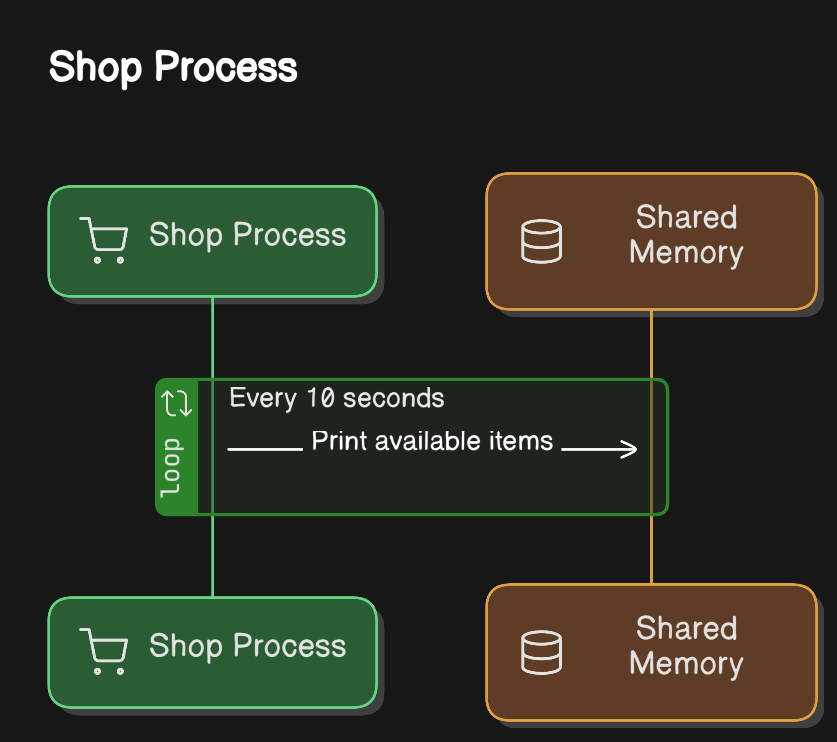 Shop Process
Shop Process
Shared
Memory
Every 10 seconds
Print available items
loop
Shop Process
Shared
Memory